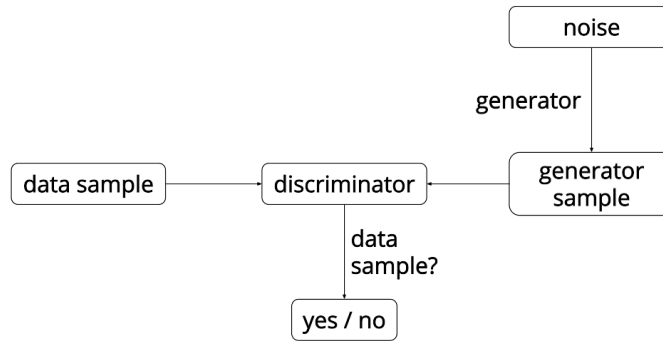 noise
generator
data sample
discriminator
generator
sample
data
sample?
yes / no